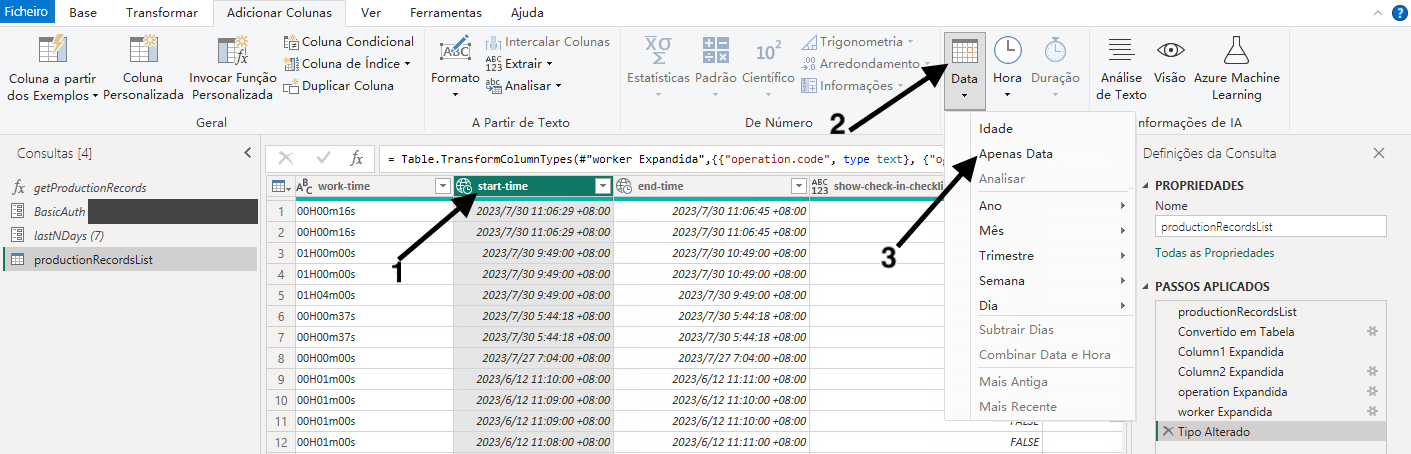 Ficheiro Base Transformar Adicionar Colunas Ver Ferramentas Ajuda
Coluna a partir dos Exemplos
Coluna Personalizada
Invocar Função Personalizada
Coluna Condicional
Coluna de Índice
Duplicar Coluna
Geral
Formato
Intercalar Colunas
Extrair
Analisar
A Partir de Texto
Estatísticas
Padrão
Científico
Trigonometria
Arredondamento
Informações
De Número
Data
Hora
Duração
Análise de Texto
Visão
Azure Machine Learning
Informações de IA
2
Idade
Apenas Data
Analisar
Ano
Mês
Trimestre
Semana
Dia
Subtrair Dias
Combinar Data e Hora
Mais Antiga
Mais Recente
3
Consultas [4]
getProductionRecords
BasicAuth
lastNDays (7)
productionRecordsList
= Table.TransformColumnTypes(#"worker Expandida",{{"operation.code", type text}, {"o
work-time start-time end-time show-check-in-checkli
1 00H00m16s 2023/7/30 11:06:29 +08:00 2023/7/30 11:06:45 +08:00
2 00H00m16s 2023/7/30 11:06:29 +08:00 2023/7/30 11:06:45 +08:00
3 01H00m00s 2023/7/30 9:49:00 +08:00 2023/7/30 10:49:00 +08:00
4 01H00m00s 2023/7/30 9:49:00 +08:00 2023/7/30 10:49:00 +08:00
5 01H04m00s 2023/7/30 9:49:00 +08:00 2023/7/30 9:49:00 +08:00
6 00H00m37s 2023/7/30 5:44:18 +08:00 2023/7/30 5:44:18 +08:00
7 00H00m37s 2023/7/30 5:44:18 +08:00 2023/7/30 5:44:18 +08:00
8 00H00m00s 2023/7/27 7:04:00 +08:00 2023/7/27 7:04:00 +08:00
9 00H01m00s 2023/6/12 11:10:00 +08:00 2023/6/12 11:11:00 +08:00
10 00H01m00s 2023/6/12 11:09:00 +08:00 2023/6/12 11:10:00 +08:00
11 00H01m00s 2023/6/12 11:09:00 +08:00 2023/6/12 11:10:00 +08:00 FALSE
12 00H01m00s 2023/6/12 11:08:00 +08:00 2023/6/12 11:11:00 +08:00 FALSE
1
Definições da Consulta
PROPRIEDADES
Nome
productionRecordsList
Todas as Propriedades
PASSOS APLICADOS
productionRecordsList
Convertido em Tabela
Column1 Expandida
Column2 Expandida
operation Expandida
worker Expandida
Tipo Alterado